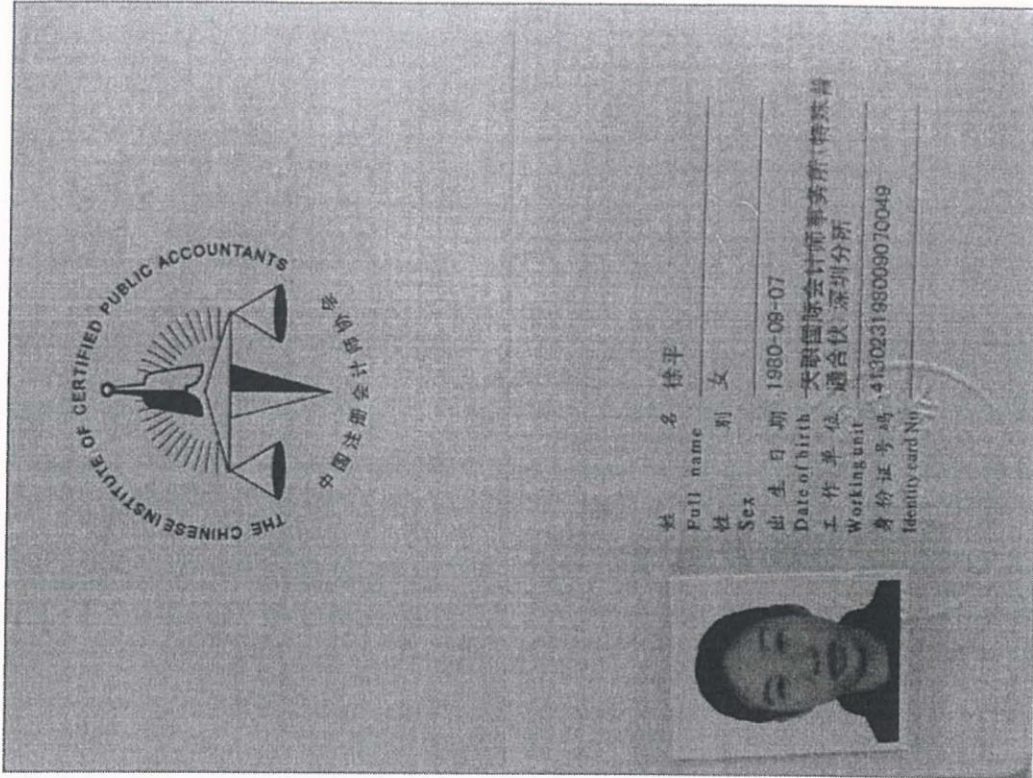 THE CHINESE INSTITUTE OF CERTIFIED PUBLIC ACCOUNTANTS
中国注册会计师协会
姓 名 徐平
Full name
性 别 女
Sex
出 生 日 期 1980-09-07
Date of birth
工 作 单 位 天职国际会计师事务所(特殊普
Working unit 通合伙)深圳分所
身份证号码 413023198009070049
Identity card No.